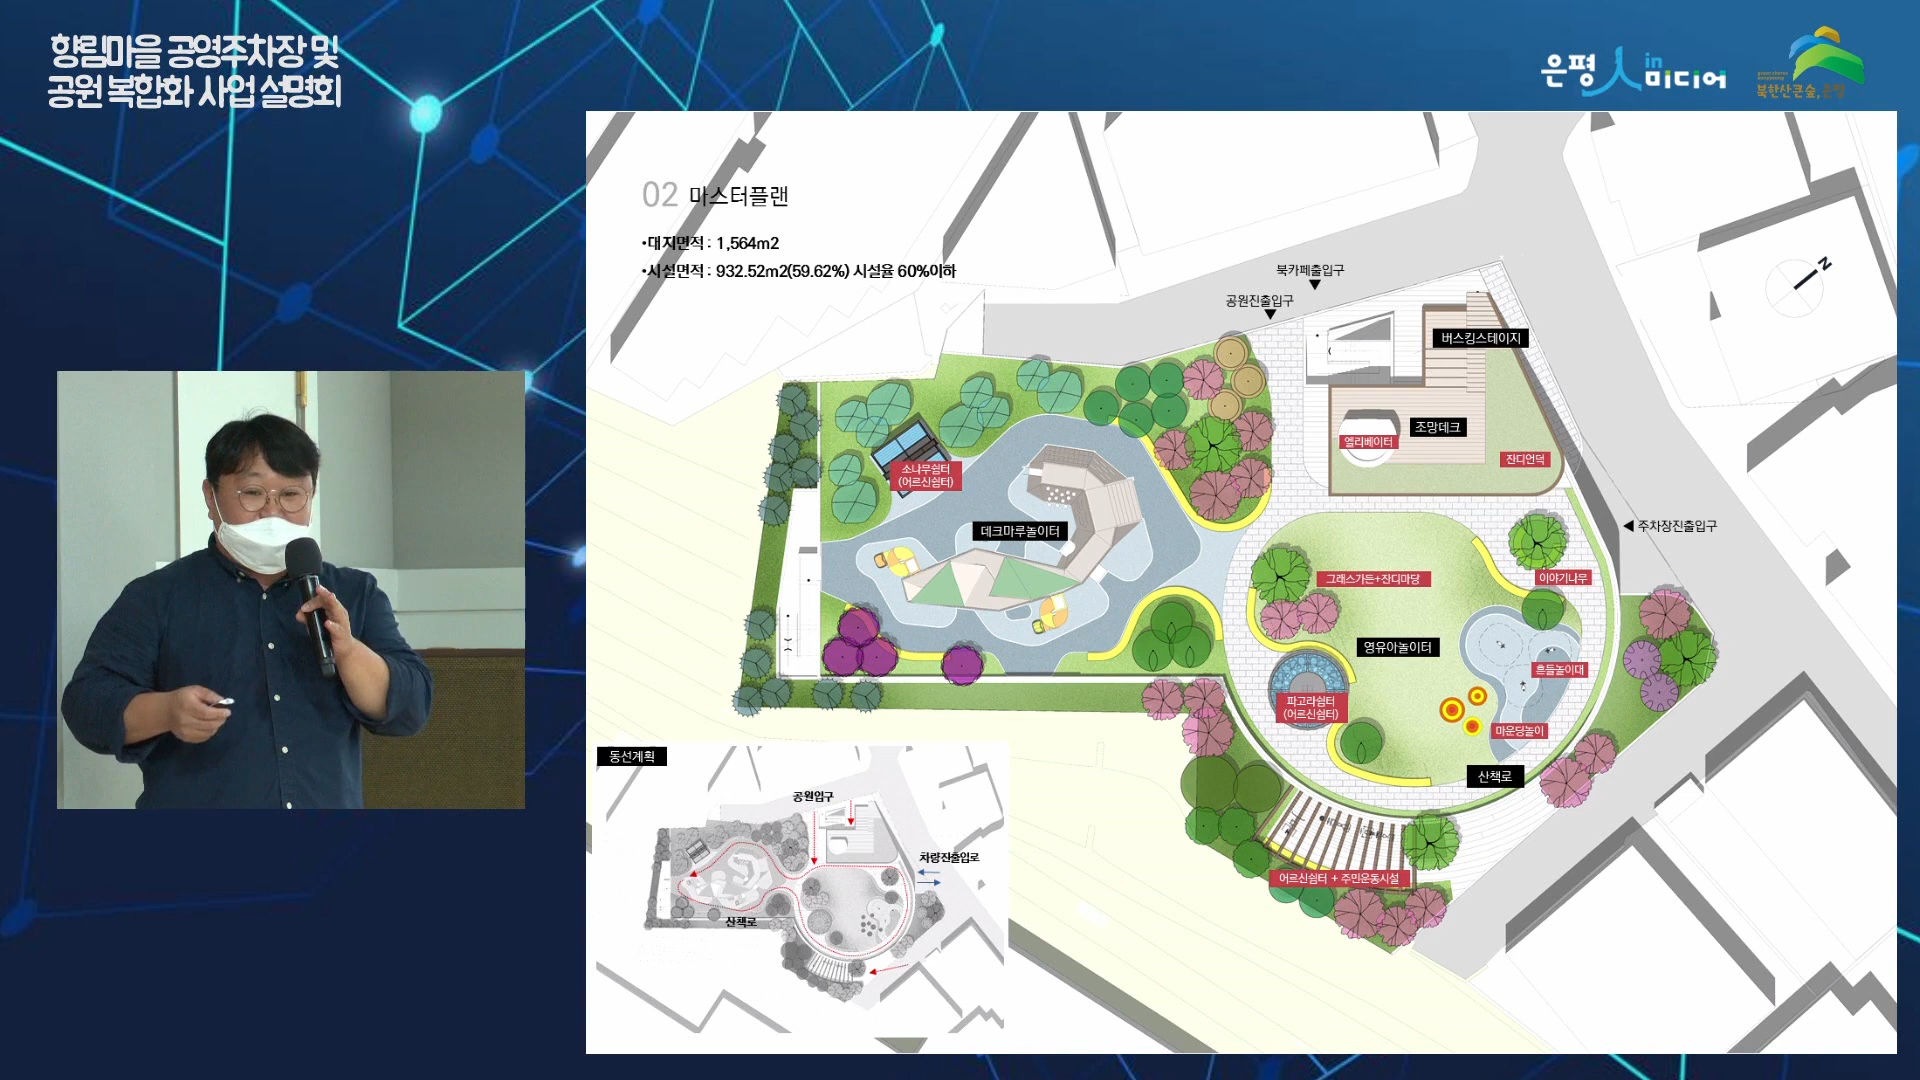 향림마을 공영주차장 및
공원 복합화 사업 설명회
은평人in미디어
북한산 큰 숲, 은평
02 마스터플랜
•대지면적 : 1,564m2
•시설면적 : 932.52m2(59.62%) 시설율 60%이하
북카페출입구
공원진출입구
N
버스킹스테이지
조망데크
엘리베이터
잔디언덕
소나무쉼터
(어르신쉼터)
데크마루놀이터
주차장진출입구
그래스가든+잔디마당
이야기나무
영유아놀이터
흔들놀이대
파고라쉼터
(어르신쉼터)
마운딩놀이
산책로
어르신쉼터 + 주민운동시설
동선계획
공원입구
차량진출입로
산책로